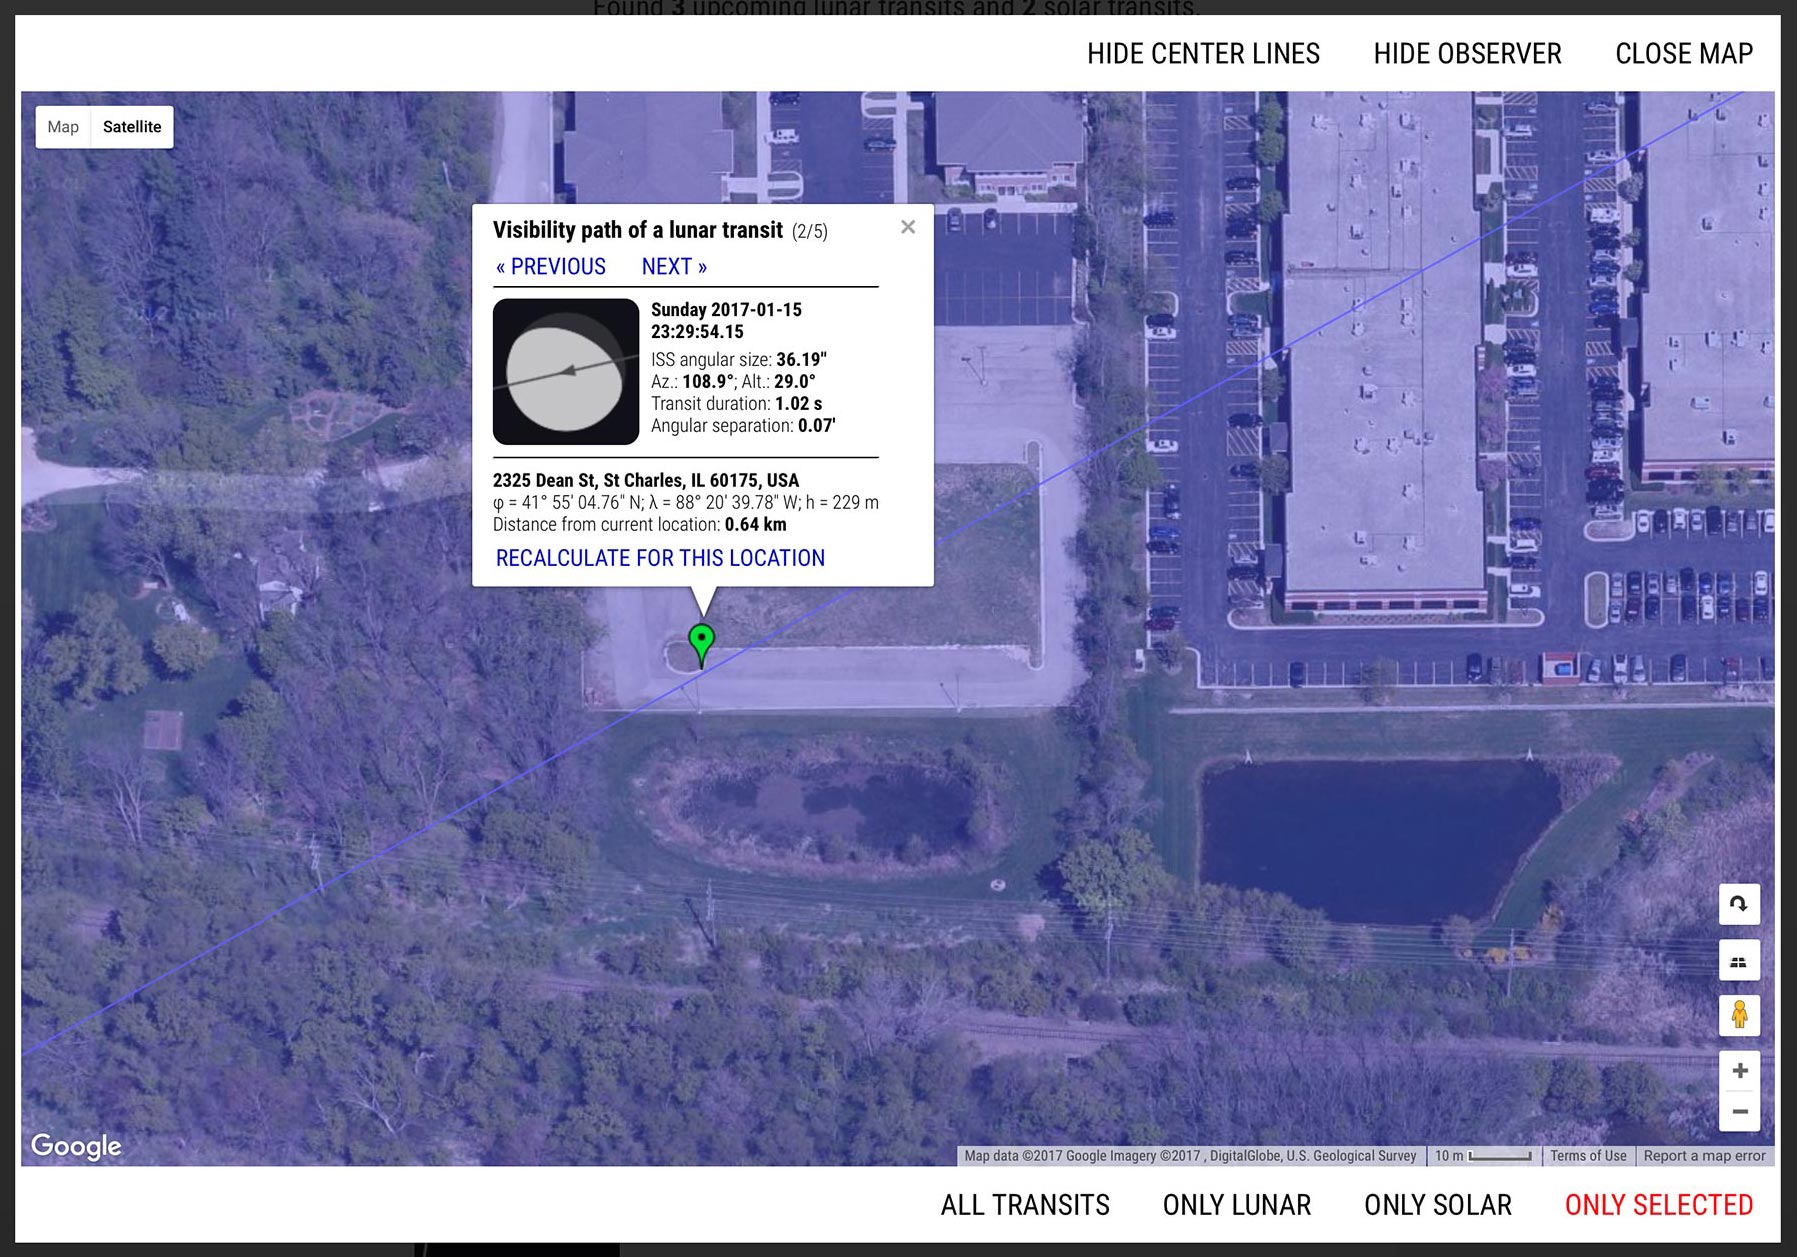 Found 3 upcoming lunar transits and 2 solar transits.
HIDE CENTER LINES HIDE OBSERVER CLOSE MAP
Map Satellite
Visibility path of a lunar transit (2/5)
« PREVIOUS NEXT »
Sunday 2017-01-15
23:29:54.15
ISS angular size: 36.19"
Az.: 108.9°; Alt.: 29.0°
Transit duration: 1.02 s
Angular separation: 0.07'
2325 Dean St, St Charles, IL 60175, USA
φ = 41° 55' 04.76" N; λ = 88° 20' 39.78" W; h = 229 m
Distance from current location: 0.64 km
RECALCULATE FOR THIS LOCATION
Google
Map data ©2017 Google Imagery ©2017 , DigitalGlobe, U.S. Geological Survey 10 m Terms of Use Report a map error
ALL TRANSITS ONLY LUNAR ONLY SOLAR ONLY SELECTED